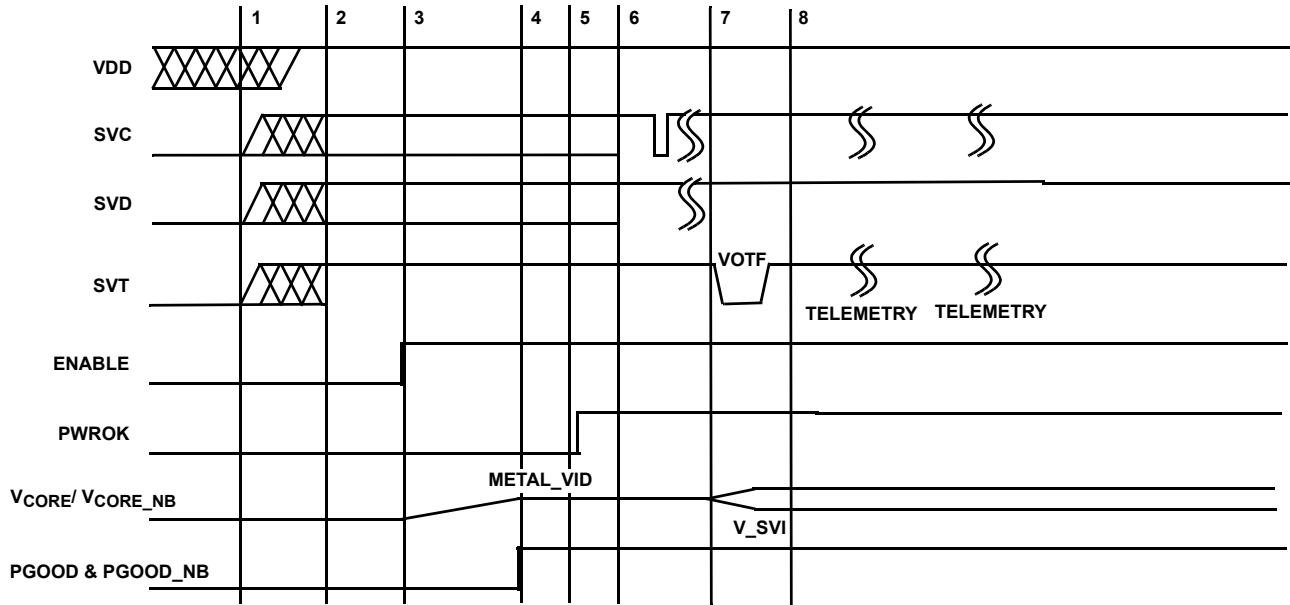 1 2 3 4 5 6 7 8
VDD
SVC
SVD
SVT
VOTF
TELEMETRY TELEMETRY
ENABLE
PWROK
METAL_VID
VCORE/ VCORE_NB
V_SVI
PGOOD & PGOOD_NB